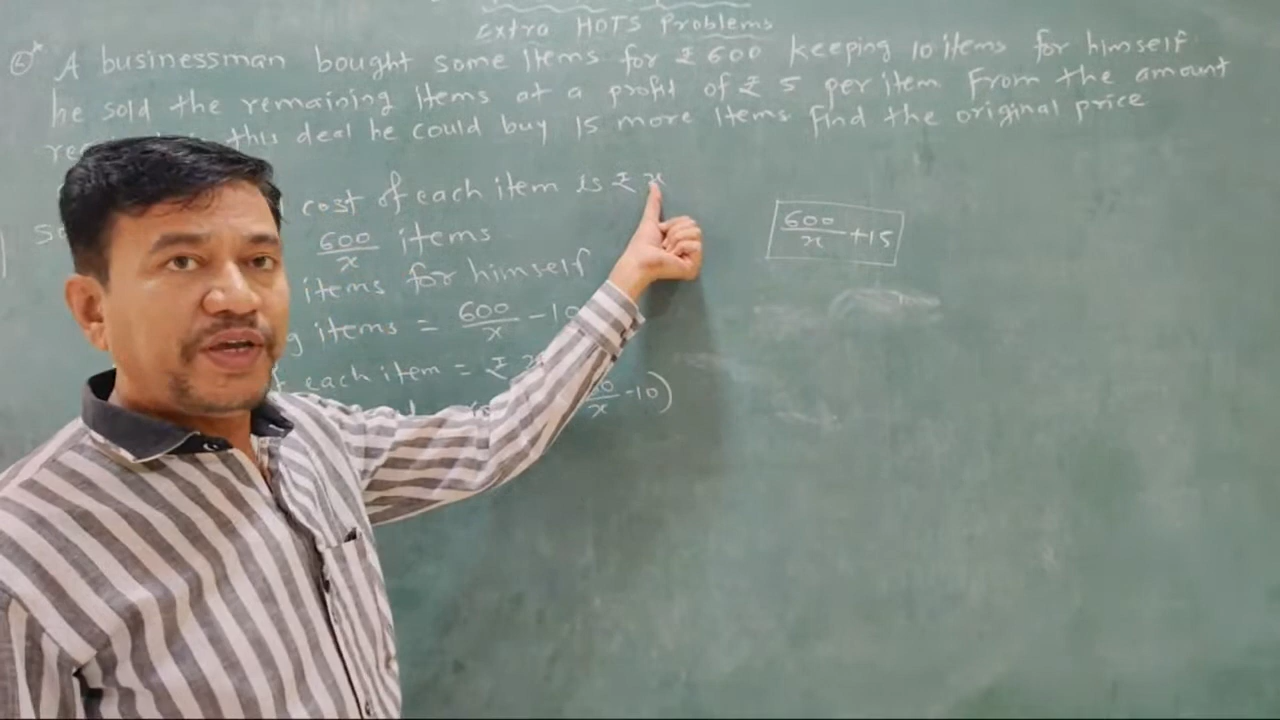 Extra HOTS Problems
6* A businessman bought some items for ₹ 600 keeping 10 items for himself
he sold the remaining items at a profit of ₹ 5 per item From the amount
this deal he could buy 15 more items Find the original price
cost of each item is ₹ x
600/x items
600/x +15
items for himself
items = 600/x - 10
each item = ₹
x - 10)